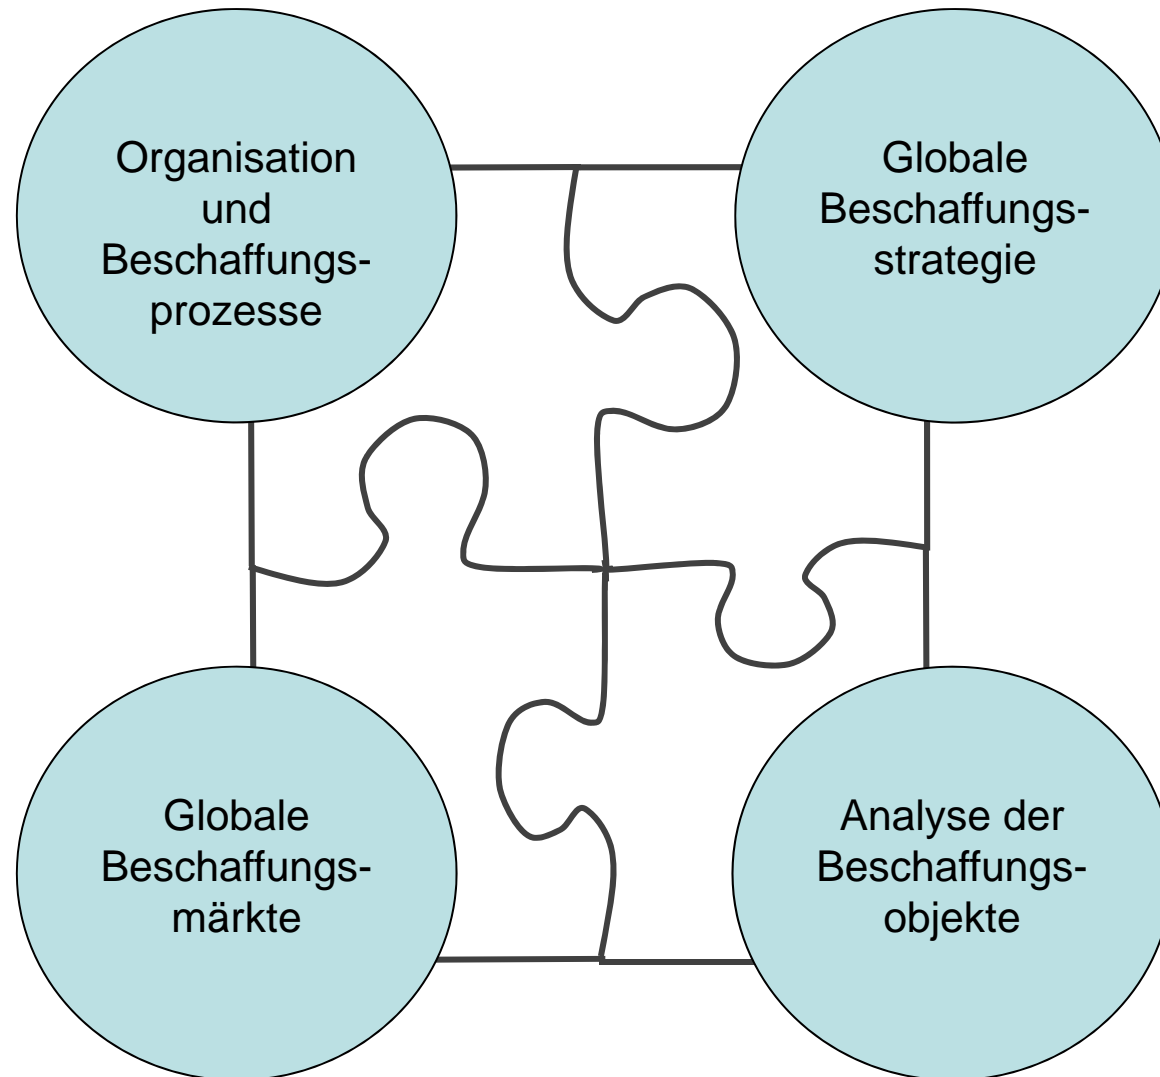 Organisation
und
Beschaffungs-
prozesse
Globale
Beschaffungs-
strategie
Globale
Beschaffungs-
märkte
Analyse der
Beschaffungs-
objekte